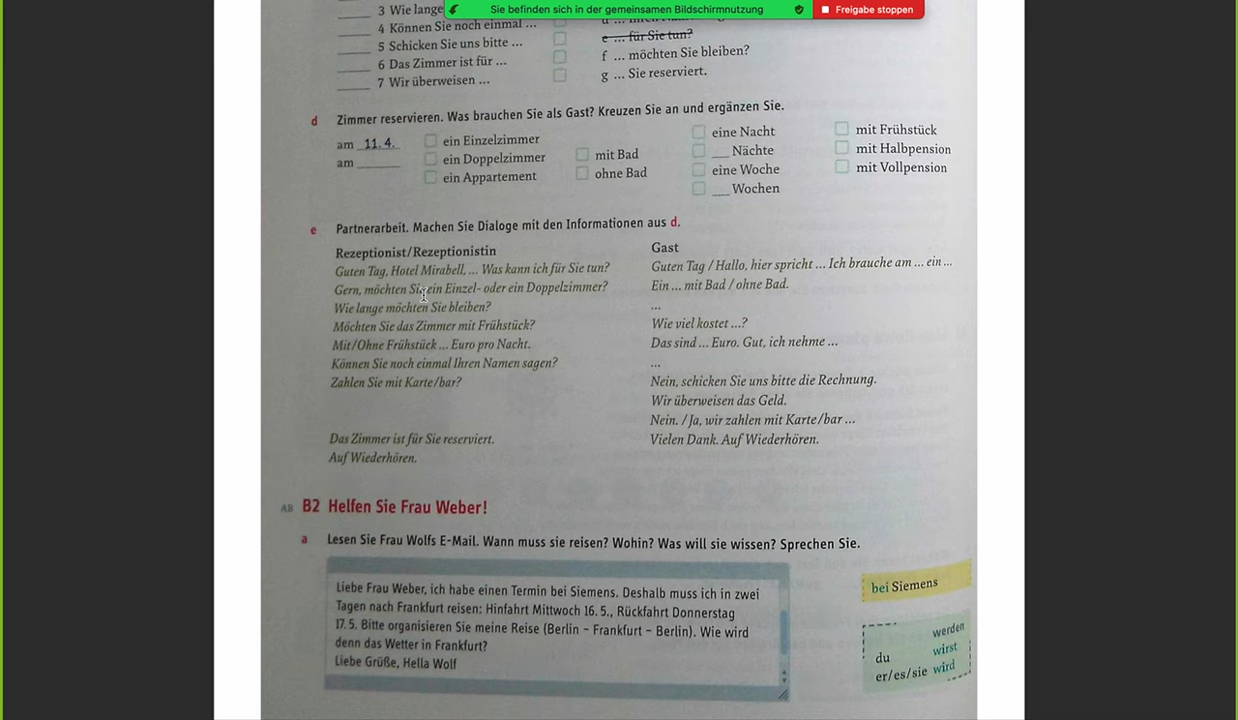 Sie befinden sich in der gemeinsamen Bildschirmnutzung
Freigabe stoppen
3 Wie lange
4 Können Sie noch einmal ...
5 Schicken Sie uns bitte ...
6 Das Zimmer ist für ...
7 Wir überweisen ...
e ... für Sie tun?
f ... möchten Sie bleiben?
g ... Sie reserviert.
d Zimmer reservieren. Was brauchen Sie als Gast? Kreuzen Sie an und ergänzen Sie.
am 11. 4.
am
ein Einzelzimmer
ein Doppelzimmer
ein Appartement
mit Bad
ohne Bad
eine Nacht
___ Nächte
eine Woche
___ Wochen
mit Frühstück
mit Halbpension
mit Vollpension
e Partnerarbeit. Machen Sie Dialoge mit den Informationen aus d.
Rezeptionist/Rezeptionistin
Guten Tag, Hotel Mirabell, ... Was kann ich für Sie tun?
Gern, möchten Sie ein Einzel- oder ein Doppelzimmer?
Wie lange möchten Sie bleiben?
Möchten Sie das Zimmer mit Frühstück?
Mit/Ohne Frühstück ... Euro pro Nacht.
Können Sie noch einmal Ihren Namen sagen?
Zahlen Sie mit Karte/bar?
Das Zimmer ist für Sie reserviert.
Auf Wiederhören.
Gast
Guten Tag / Hallo, hier spricht ... Ich brauche am ... ein ...
Ein ... mit Bad / ohne Bad.
...
Wie viel kostet ...?
Das sind ... Euro. Gut, ich nehme ...
...
Nein, schicken Sie uns bitte die Rechnung.
Wir überweisen das Geld.
Nein. / Ja, wir zahlen mit Karte/bar ...
Vielen Dank. Auf Wiederhören.
AB B2 Helfen Sie Frau Weber!
a Lesen Sie Frau Wolfs E-Mail. Wann muss sie reisen? Wohin? Was will sie wissen? Sprechen Sie.
Liebe Frau Weber, ich habe einen Termin bei Siemens. Deshalb muss ich in zwei
Tagen nach Frankfurt reisen: Hinfahrt Mittwoch 16. 5., Rückfahrt Donnerstag
17. 5. Bitte organisieren Sie meine Reise (Berlin – Frankfurt – Berlin). Wie wird
denn das Wetter in Frankfurt?
Liebe Grüße, Hella Wolf
bei Siemens
werden
du wirst
er/es/sie wird